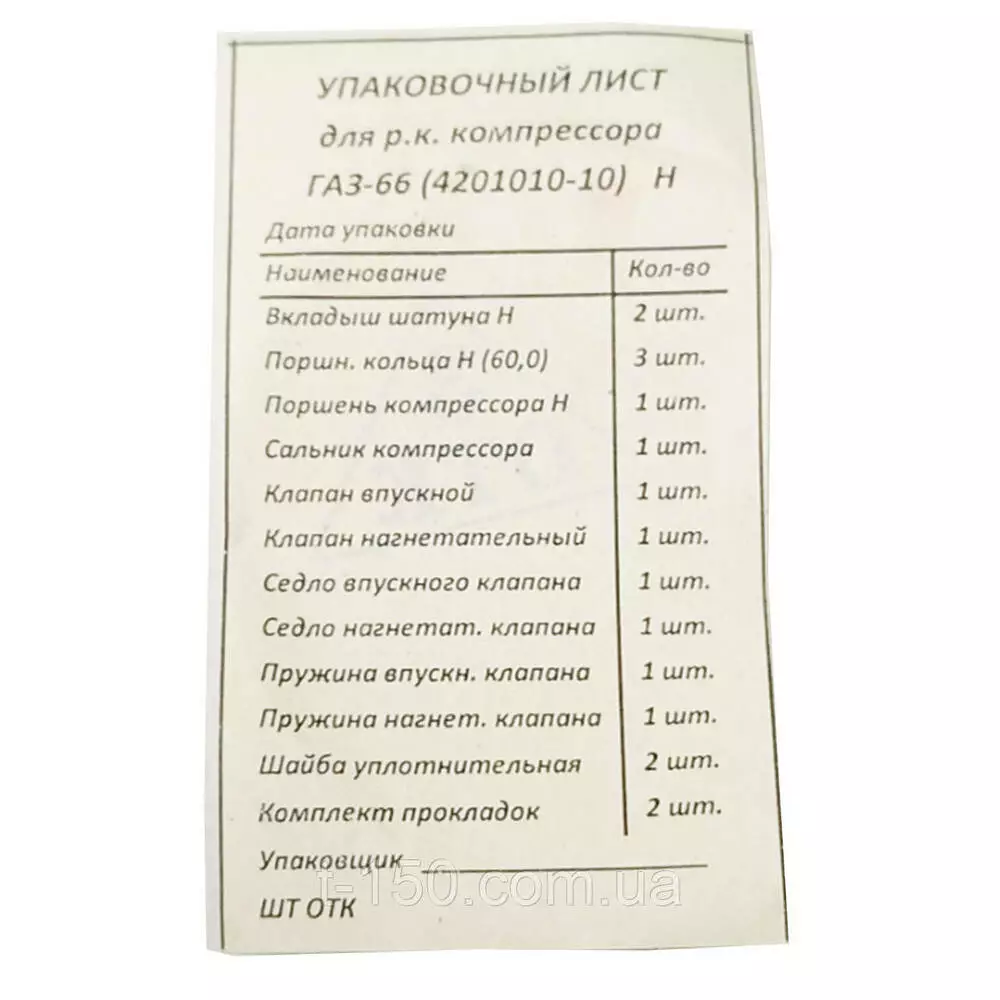 УПАКОВОЧНЫЙ ЛИСТ
для р.к. компрессора
ГАЗ-66 (4201010-10) Н
Дата упаковки
Наименование Кол-во
Вкладыш шатуна Н 2 шт.
Поршн. кольца Н (60,0) 3 шт.
Поршень компрессора Н 1 шт.
Сальник компрессора 1 шт.
Клапан впускной 1 шт.
Клапан нагнетательный 1 шт.
Седло впускного клапана 1 шт.
Седло нагнетат. клапана 1 шт.
Пружина впускн. клапана 1 шт.
Пружина нагнет. клапана 1 шт.
Шайба уплотнительная 2 шт.
Комплект прокладок 2 шт.
Упаковщик
t-150.com.ua
ШТ ОТК